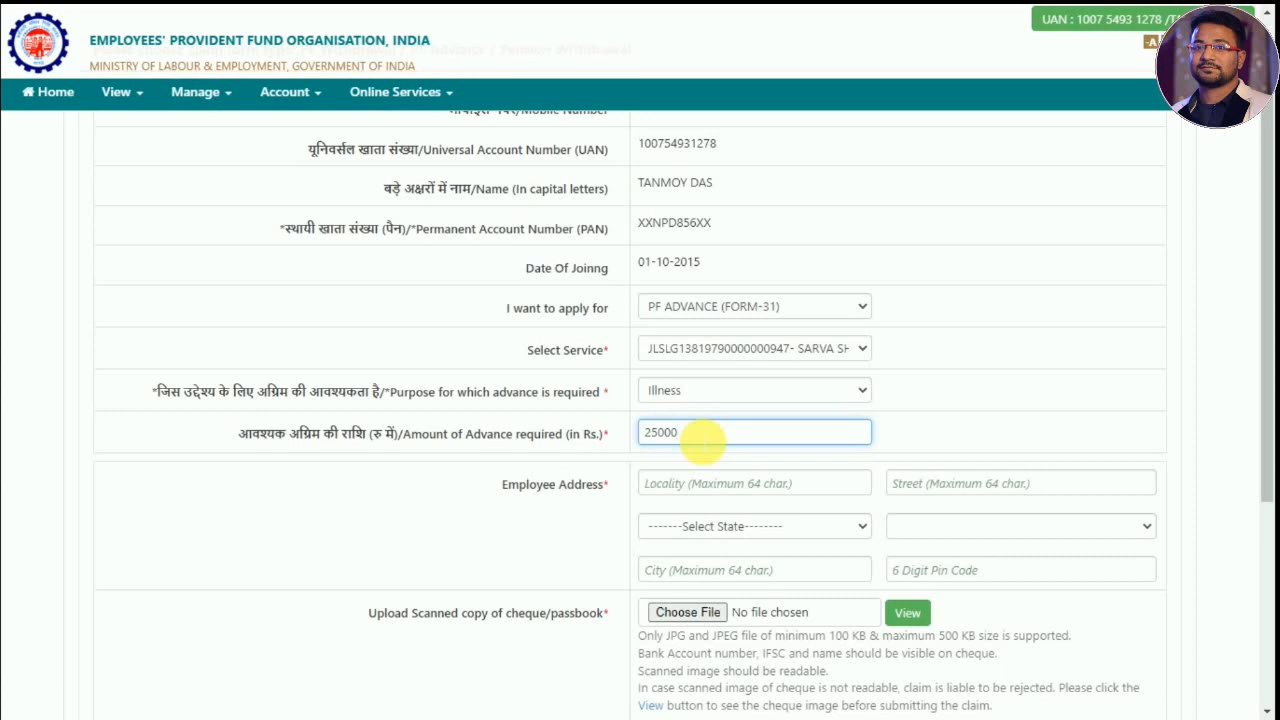 UAN : 1007 5493 1278 /T
EMPLOYEES' PROVIDENT FUND ORGANISATION, INDIA
MINISTRY OF LABOUR & EMPLOYMENT, GOVERNMENT OF INDIA
-A
Home View Manage Account Online Services
मोबाइल नंबर/Mobile Number
यूनिवर्सल खाता संख्या/Universal Account Number (UAN) 100754931278
बड़े अक्षरों में नाम/Name (In capital letters) TANMOY DAS
*स्थायी खाता संख्या (पैन)/*Permanent Account Number (PAN) XXNPD856XX
Date Of Joinng 01-10-2015
I want to apply for PF ADVANCE (FORM-31)
Select Service* JLSLG13819790000000947- SARVA SH
*जिस उद्देश्य के लिए अग्रिम की आवश्यकता है/*Purpose for which advance is required * Illness
आवश्यक अग्रिम की राशि (रु में)/Amount of Advance required (in Rs.)* 25000
Employee Address* Locality (Maximum 64 char.) Street (Maximum 64 char.)
-------Select State--------
City (Maximum 64 char.) 6 Digit Pin Code
Upload Scanned copy of cheque/passbook* Choose File No file chosen View
Only JPG and JPEG file of minimum 100 KB & maximum 500 KB size is supported.
Bank Account number, IFSC and name should be visible on cheque.
Scanned image should be readable.
In case scanned image of cheque is not readable, claim is liable to be rejected. Please click the
View button to see the cheque image before submitting the claim.